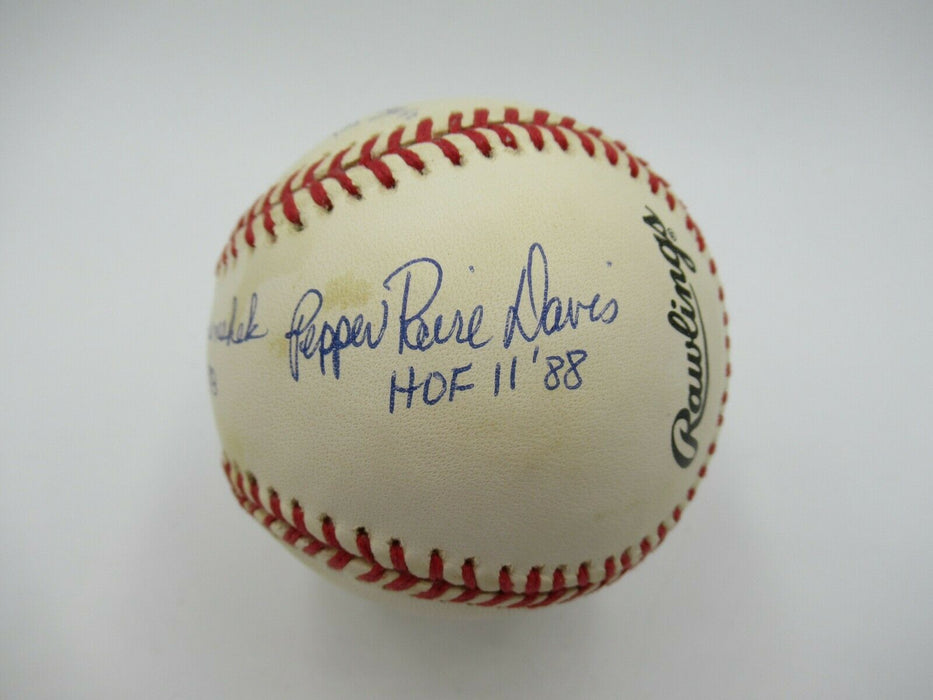 Pepper Paire Davis
HOF 11 '88
Rawlings®